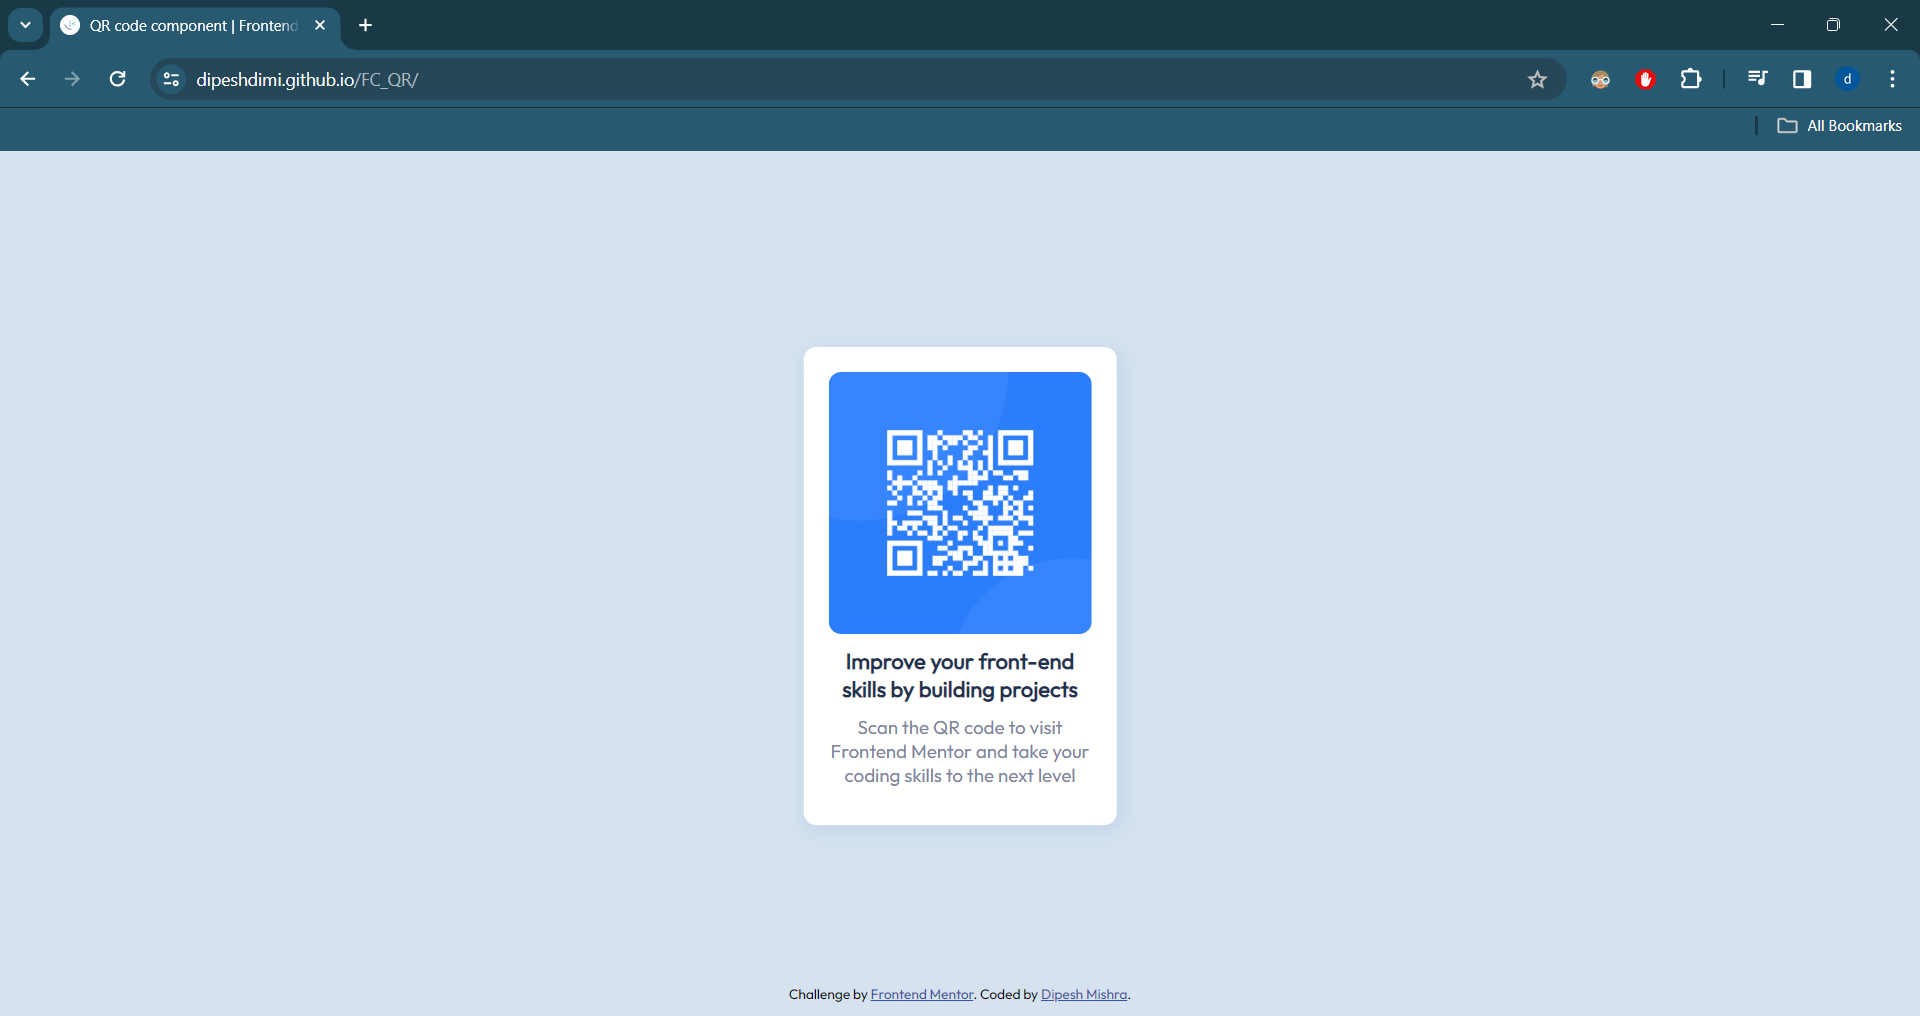 QR code component | Frontend
dipeshdimi.github.io/FC_QR/
d
All Bookmarks
Improve your front-end
skills by building projects
Scan the QR code to visit
Frontend Mentor and take your
coding skills to the next level
Challenge by Frontend Mentor. Coded by Dipesh Mishra.